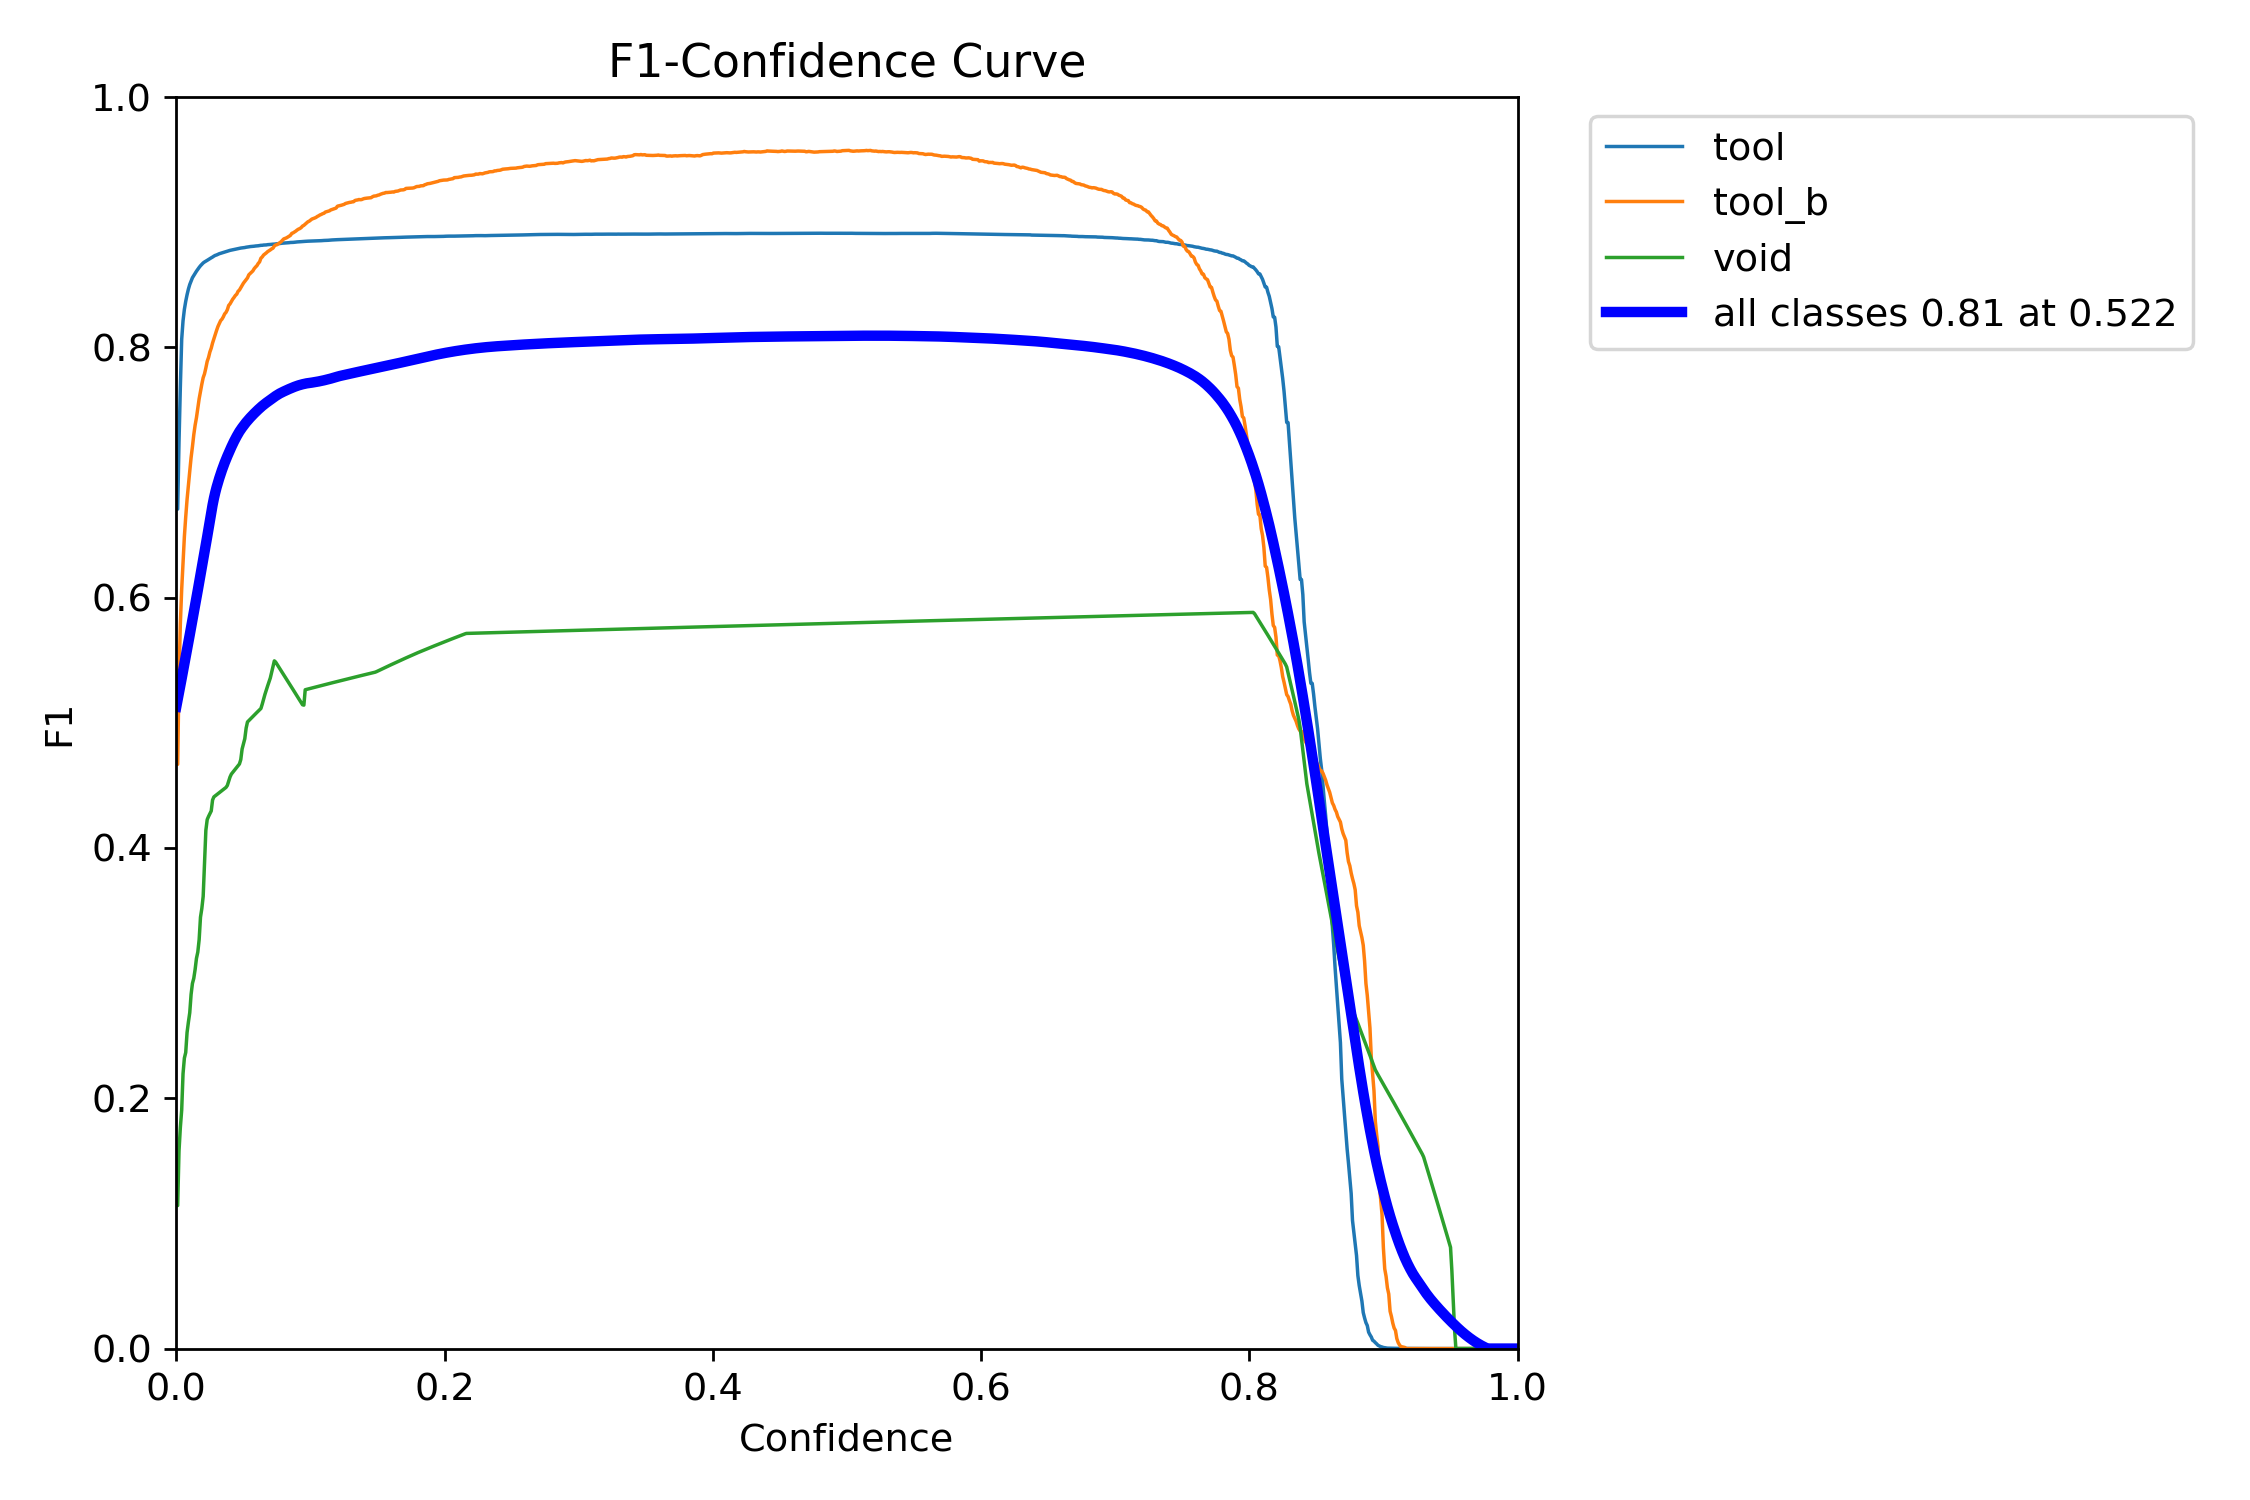 F1-Confidence Curve
1.0
0.8
0.6
0.4
0.2
0.0
F1
0.0 0.2 0.4 0.6 0.8 1.0
Confidence
tool
tool_b
void
all classes 0.81 at 0.522